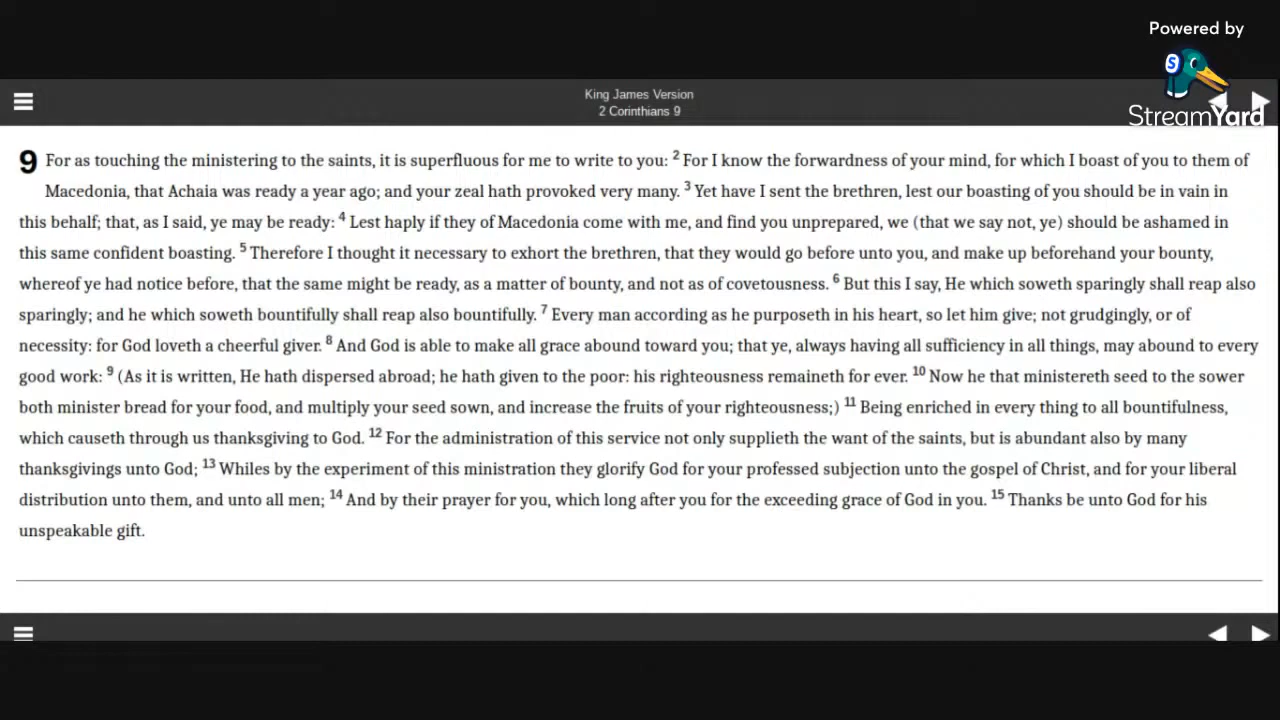 Powered by
StreamYard
King James Version
2 Corinthians 9
9 For as touching the ministering to the saints, it is superfluous for me to write to you: 2 For I know the forwardness of your mind, for which I boast of you to them of
Macedonia, that Achaia was ready a year ago; and your zeal hath provoked very many. 3 Yet have I sent the brethren, lest our boasting of you should be in vain in
this behalf; that, as I said, ye may be ready: 4 Lest haply if they of Macedonia come with me, and find you unprepared, we (that we say not, ye) should be ashamed in
this same confident boasting. 5 Therefore I thought it necessary to exhort the brethren, that they would go before unto you, and make up beforehand your bounty,
whereof ye had notice before, that the same might be ready, as a matter of bounty, and not as of covetousness. 6 But this I say, He which soweth sparingly shall reap also
sparingly; and he which soweth bountifully shall reap also bountifully. 7 Every man according as he purposeth in his heart, so let him give; not grudgingly, or of
necessity: for God loveth a cheerful giver. 8 And God is able to make all grace abound toward you; that ye, always having all sufficiency in all things, may abound to every
good work: 9 (As it is written, He hath dispersed abroad; he hath given to the poor: his righteousness remaineth for ever. 10 Now he that ministereth seed to the sower
both minister bread for your food, and multiply your seed sown, and increase the fruits of your righteousness;) 11 Being enriched in every thing to all bountifulness,
which causeth through us thanksgiving to God. 12 For the administration of this service not only supplieth the want of the saints, but is abundant also by many
thanksgivings unto God; 13 Whiles by the experiment of this ministration they glorify God for your professed subjection unto the gospel of Christ, and for your liberal
distribution unto them, and unto all men; 14 And by their prayer for you, which long after you for the exceeding grace of God in you. 15 Thanks be unto God for his
unspeakable gift.